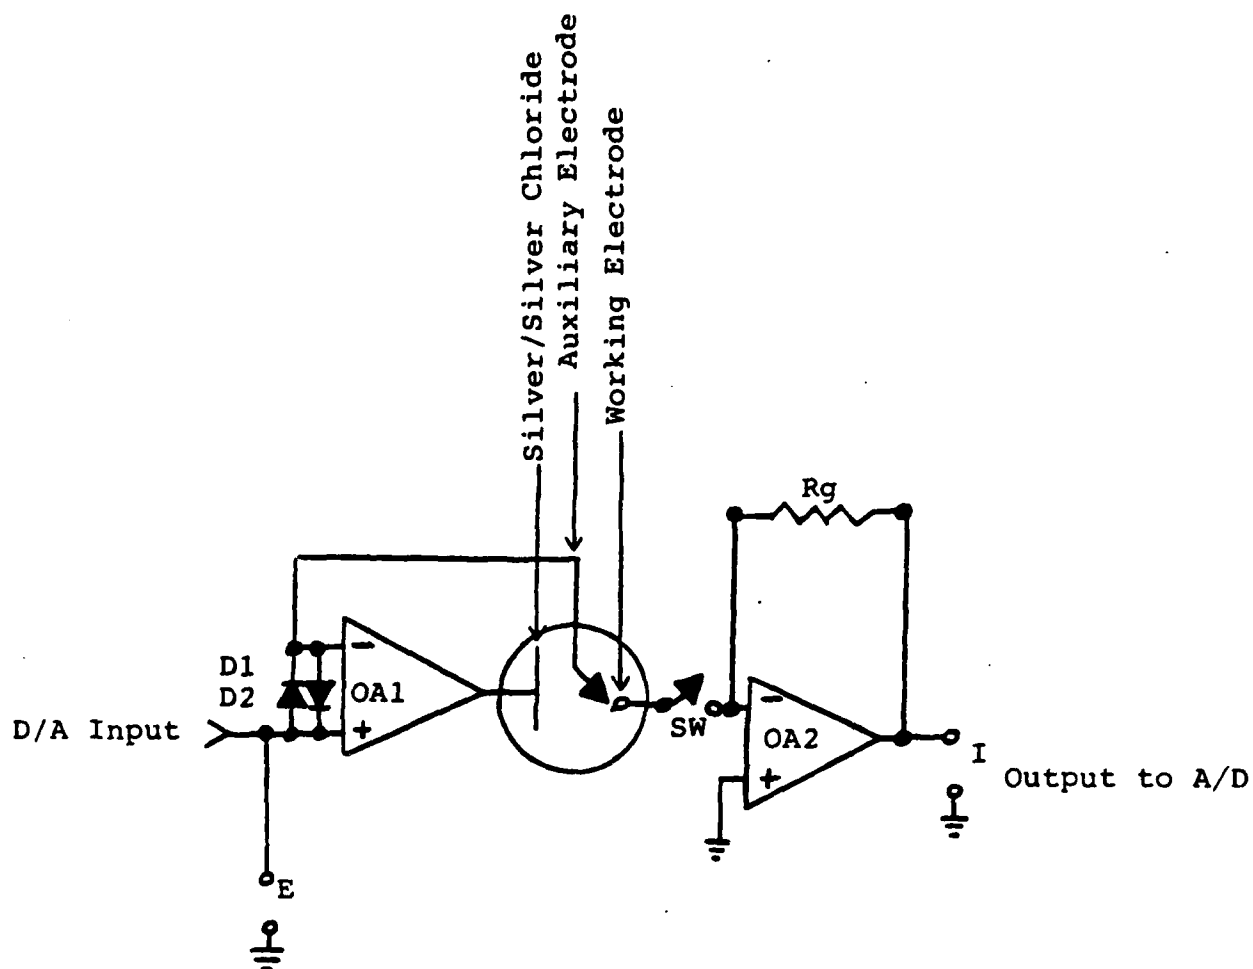 Silver/Silver Chloride
Auxiliary Electrode
Working Electrode
Rg
D1
D2
OA1
-
+
D/A Input
SW
-
OA2
+
I
Output to A/D
E